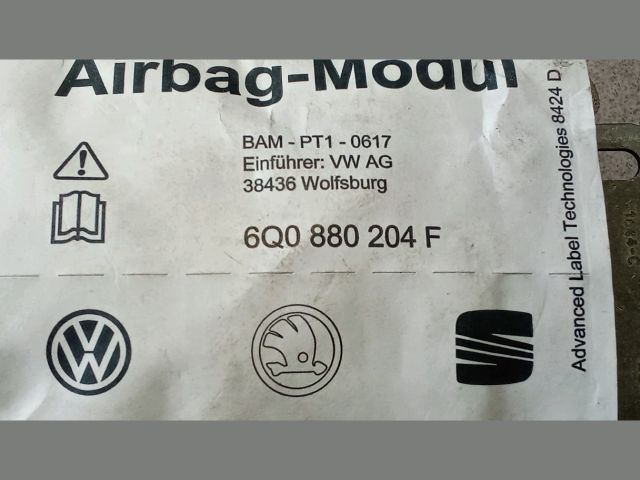 Airbag-Modul
BAM - PT1 - 0617
Einführer: VW AG
38436 Wolfsburg
6Q0 880 204 F
Advanced Label Technologies 8424 D